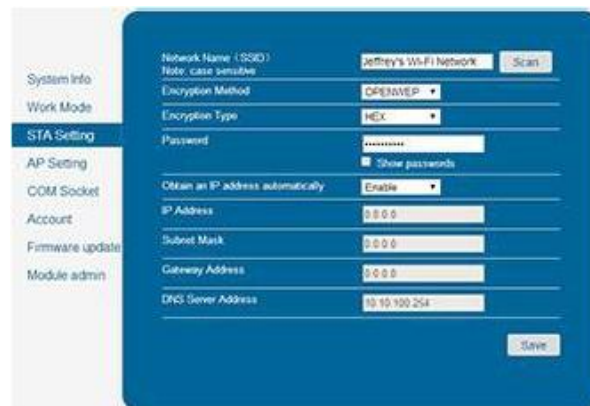 System Info
Work Mode
STA Setting
AP Setting
COM Socket
Account
Firmware update
Module admin
Network Name (SSID)
Note: case sensitive
Jeffrey's Wi-Fi Network
Scan
Encryption Method
OPENWEP
Encryption Type
HEX
Password
••••••••••
Show passwords
Obtain an IP address automatically
Enable
IP Address
0.0.0.0
Subnet Mask
0.0.0.0
Gateway Address
0.0.0.0
DNS Server Address
10.10.100.254
Save